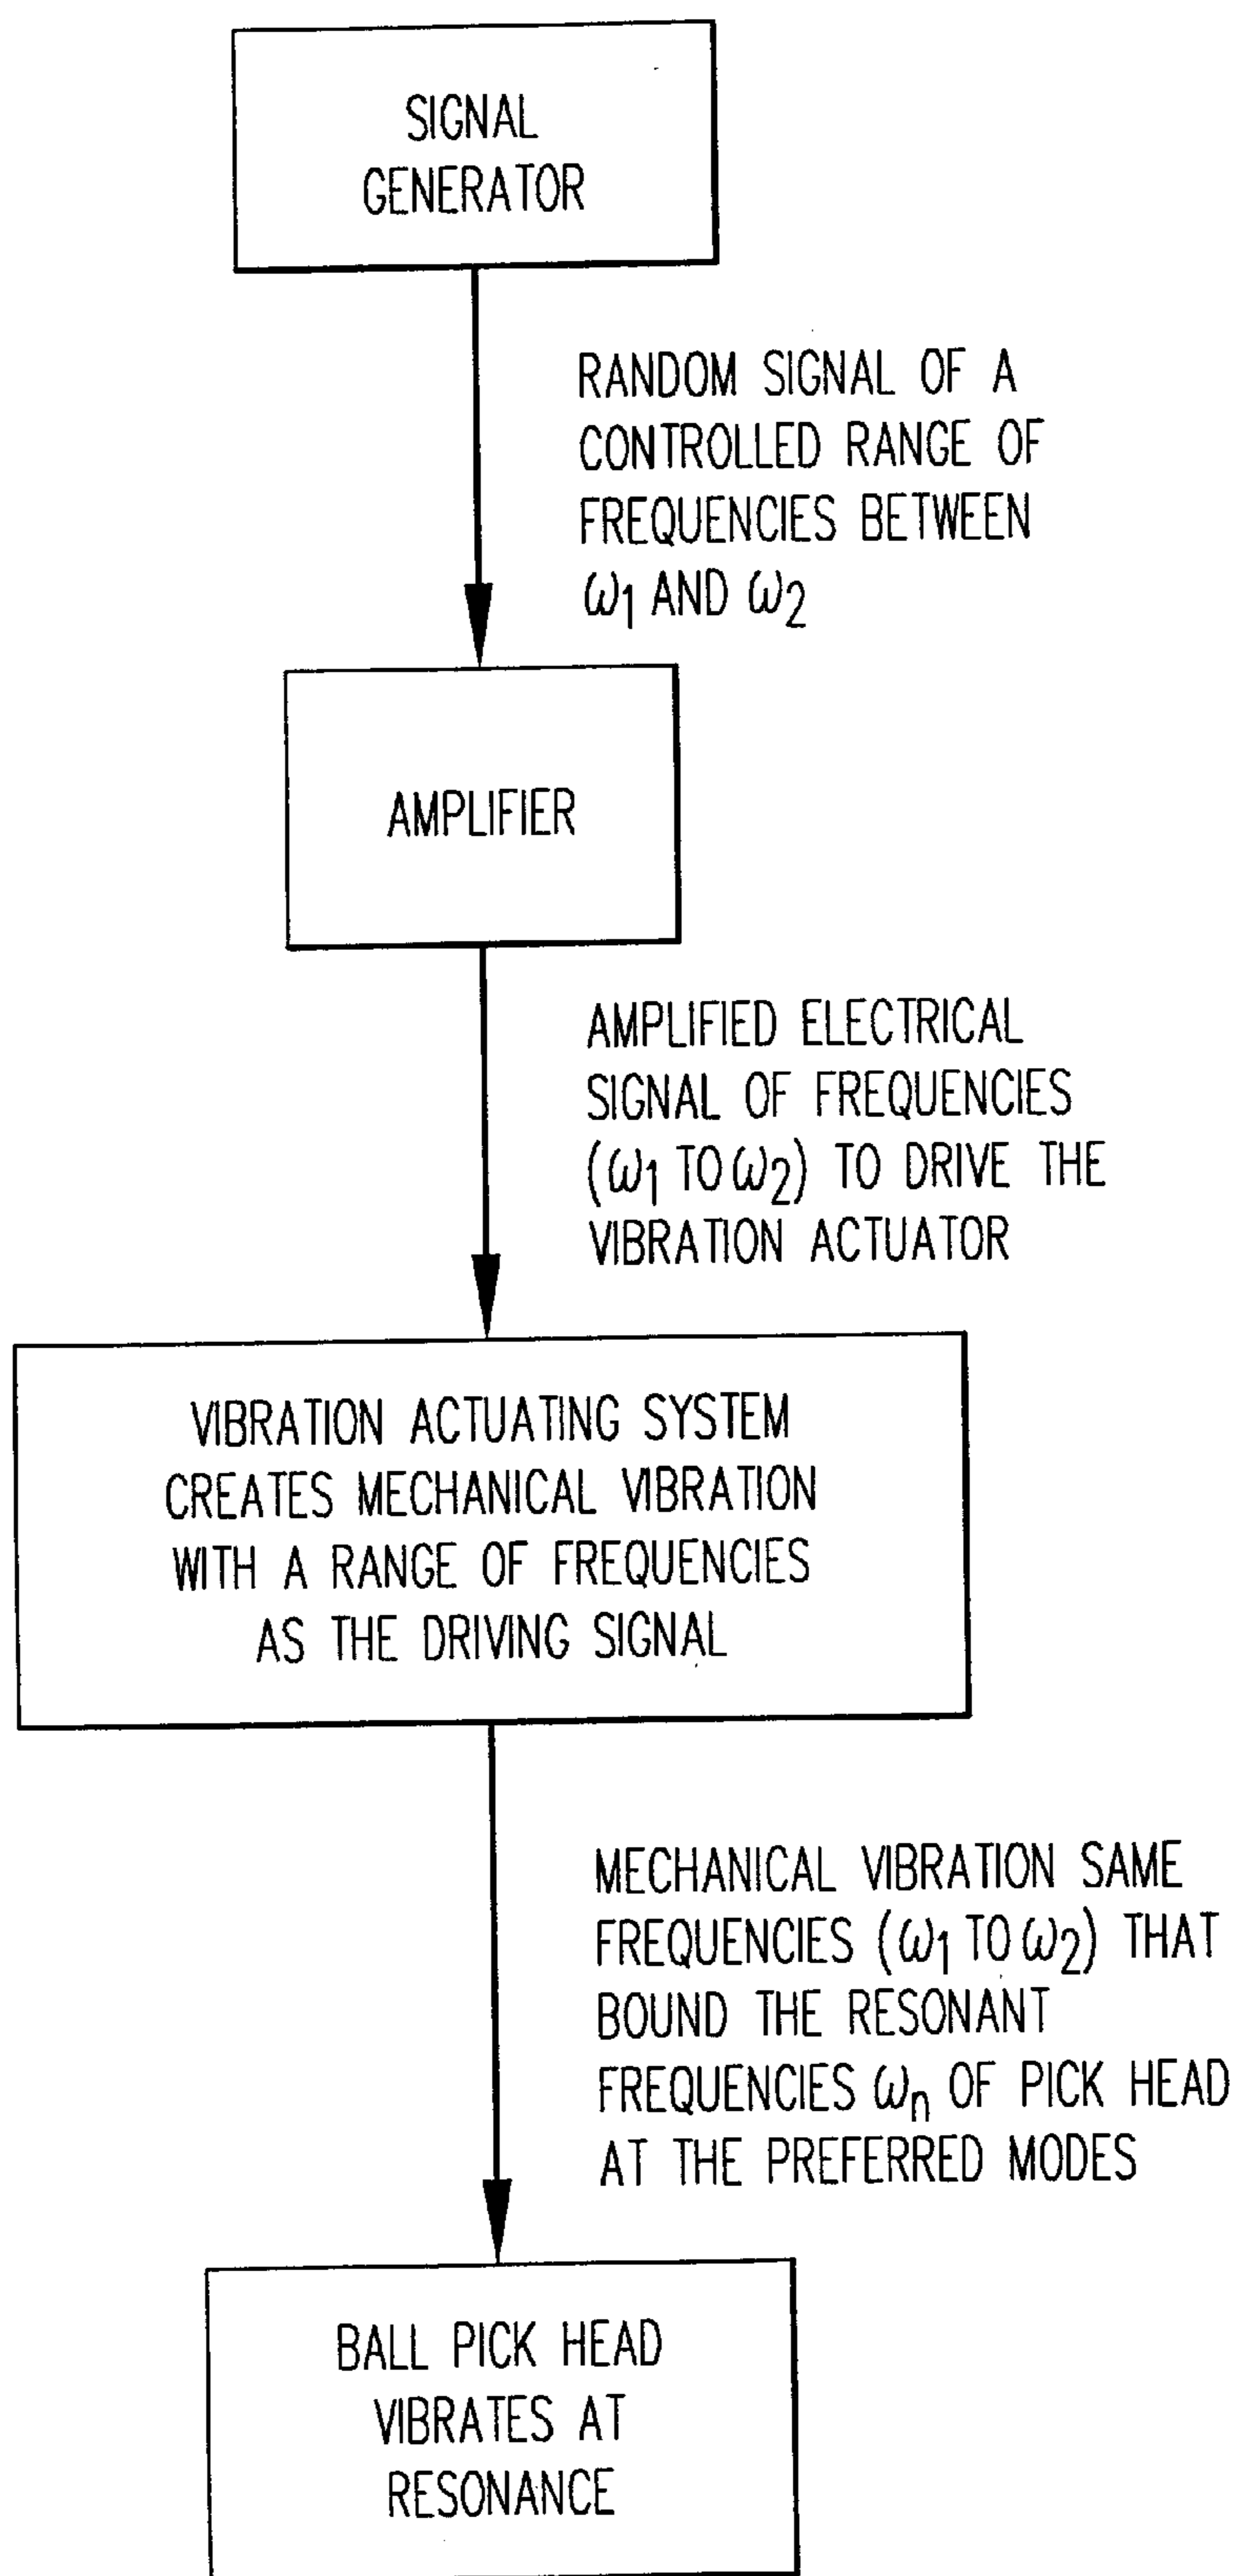 SIGNAL
GENERATOR
RANDOM SIGNAL OF A
CONTROLLED RANGE OF
FREQUENCIES BETWEEN
ω1 AND ω2
AMPLIFIER
AMPLIFIED ELECTRICAL
SIGNAL OF FREQUENCIES
(ω1 TO ω2) TO DRIVE THE
VIBRATION ACTUATOR
VIBRATION ACTUATING SYSTEM
CREATES MECHANICAL VIBRATION
WITH A RANGE OF FREQUENCIES
AS THE DRIVING SIGNAL
MECHANICAL VIBRATION SAME
FREQUENCIES (ω1 TO ω2) THAT
BOUND THE RESONANT
FREQUENCIES ωn OF PICK HEAD
AT THE PREFERRED MODES
BALL PICK HEAD
VIBRATES AT
RESONANCE